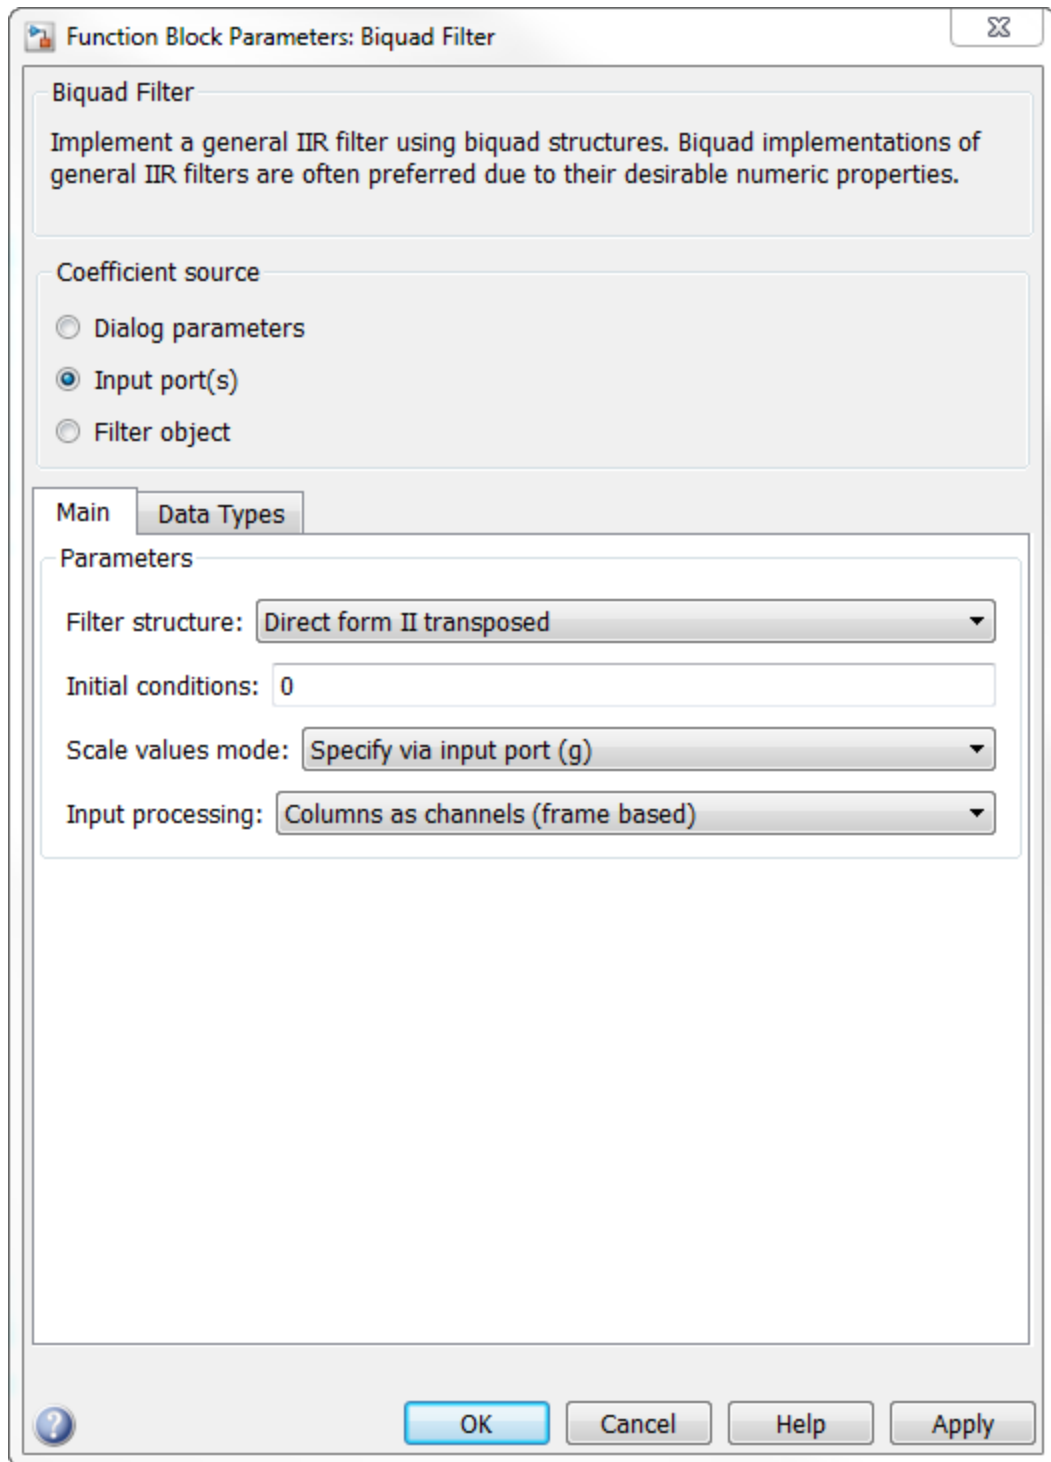 Function Block Parameters: Biquad Filter
Biquad Filter
Implement a general IIR filter using biquad structures. Biquad implementations of
general IIR filters are often preferred due to their desirable numeric properties.
Coefficient source
Dialog parameters
Input port(s)
Filter object
Main Data Types
Parameters
Filter structure: Direct form II transposed
Initial conditions: 0
Scale values mode: Specify via input port (g)
Input processing: Columns as channels (frame based)
? OK Cancel Help Apply